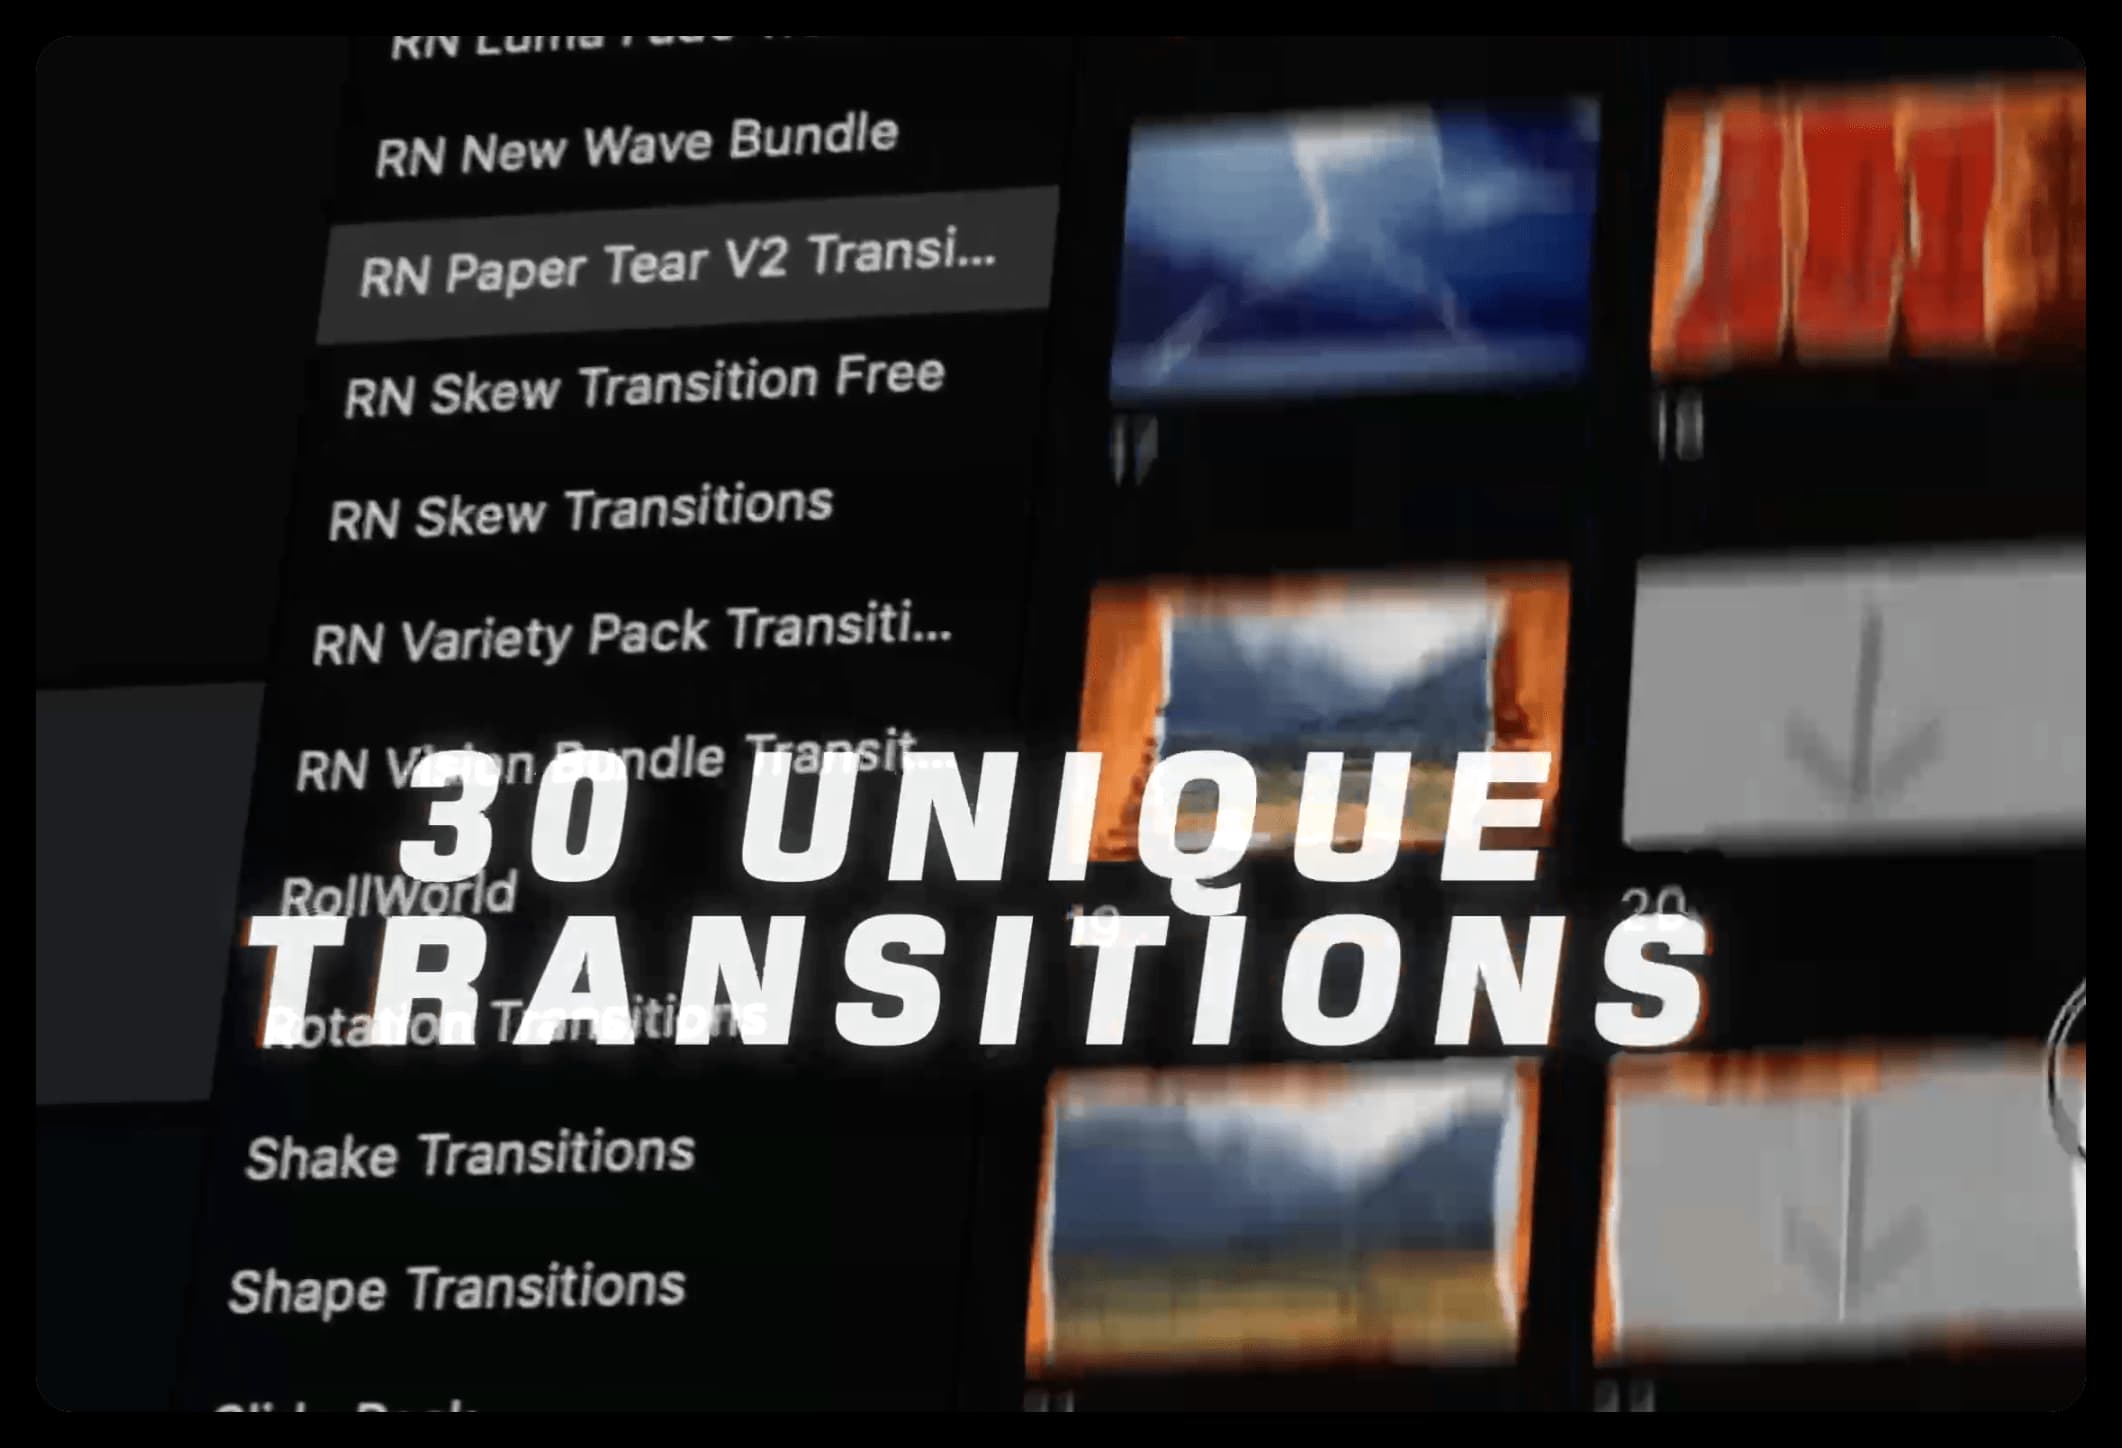 RN Luma Fade
RN New Wave Bundle
RN Paper Tear V2 Transi...
RN Skew Transition Free
RN Skew Transitions
RN Variety Pack Transiti...
RN Vision Bundle Transit...
30 UNIQUE
RollWorld
19
20
TRANSITIONS
Rotation Transitions
Shake Transitions
Shape Transitions